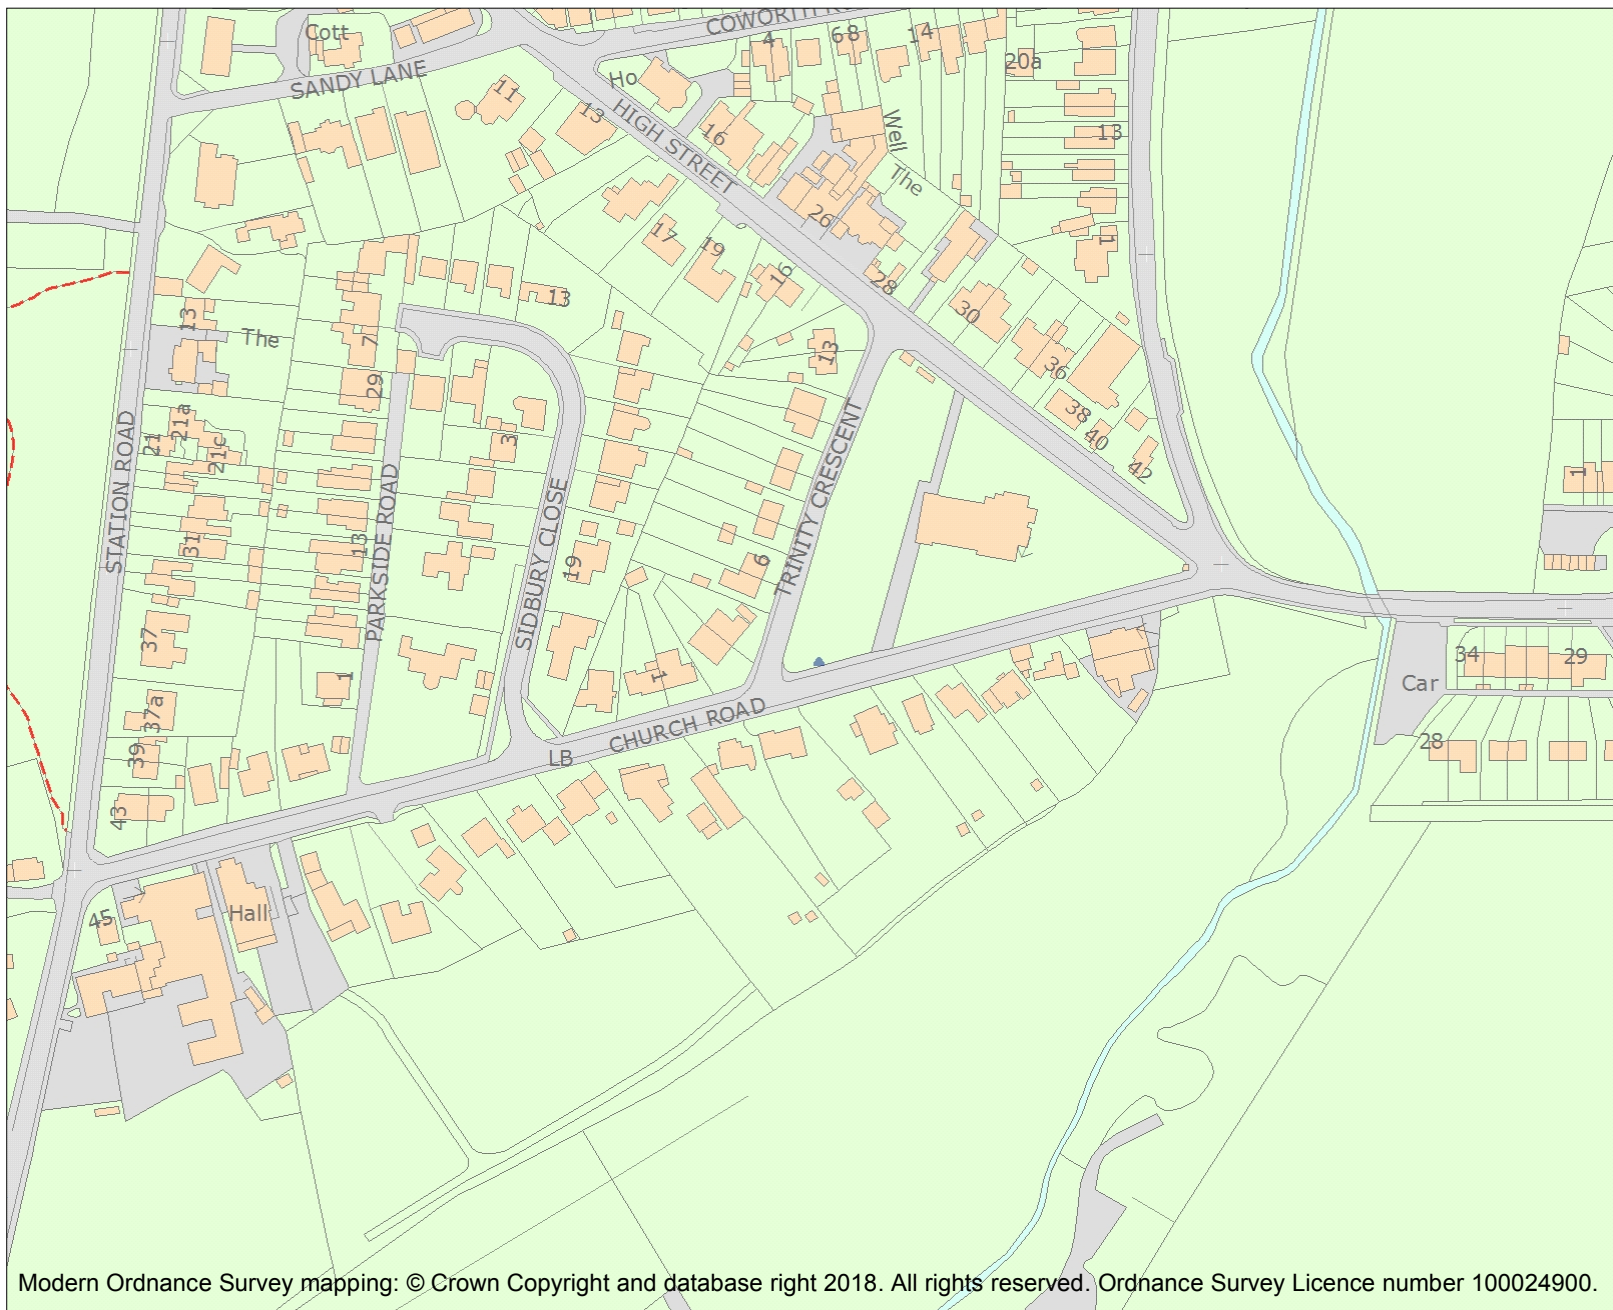 Cott
COWORTH R
4
68
14
20a
SANDY LANE
Ho
11
13
HIGH STREET
16
Well
13
The
26
17
19
16
28
1
13
The
13
7
30
29
13
36
21a
21
21c
3
38
40
42
STATION ROAD
PARKSIDE ROAD
SIDBURY CLOSE
TRINITY CRESCENT
1
31
13
19
6
37
1
1
34
29
Car
37a
39
CHURCH ROAD
LB
28
43
45
Hall
Modern Ordnance Survey mapping: © Crown Copyright and database right 2018. All rights reserved. Ordnance Survey Licence number 100024900.